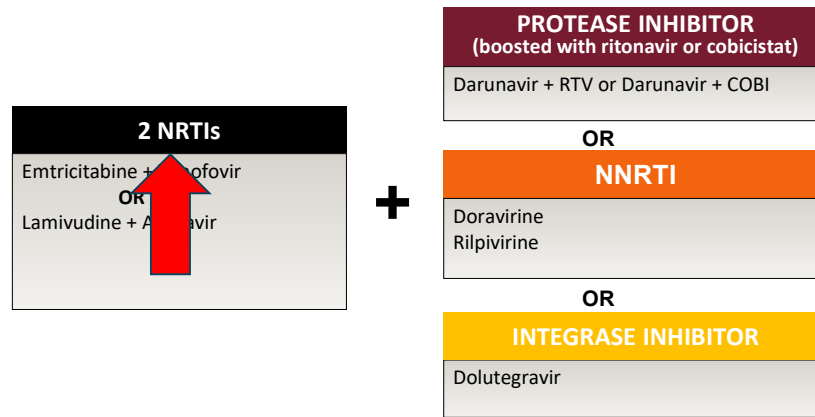 2 NRTIs
Emtricitabine +
OR
Lamivudine +
+
PROTEASE INHIBITOR
(boosted with ritonavir or cobicistat)
Darunavir + RTV or Darunavir + COBI
OR
NNRTI
Doravirine
Rilpivirine
OR
INTEGRASE INHIBITOR
Dolutegravir